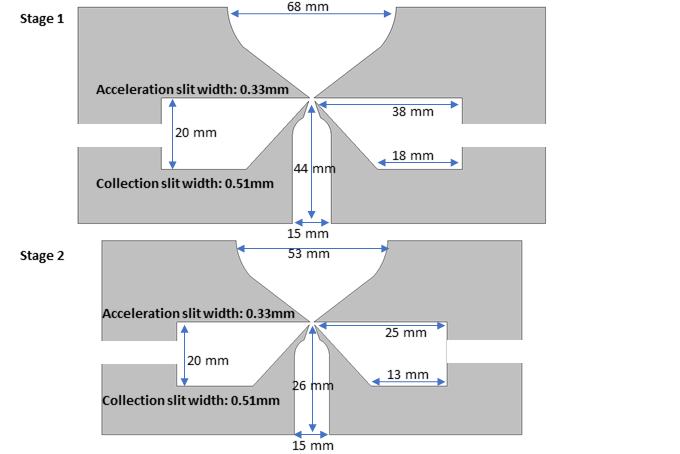 Stage 1
68 mm
Acceleration slit width: 0.33mm
38 mm
20 mm
18 mm
44 mm
Collection slit width: 0.51mm
15 mm
Stage 2
53 mm
Acceleration slit width: 0.33mm
25 mm
20 mm
13 mm
26 mm
Collection slit width: 0.51mm
15 mm